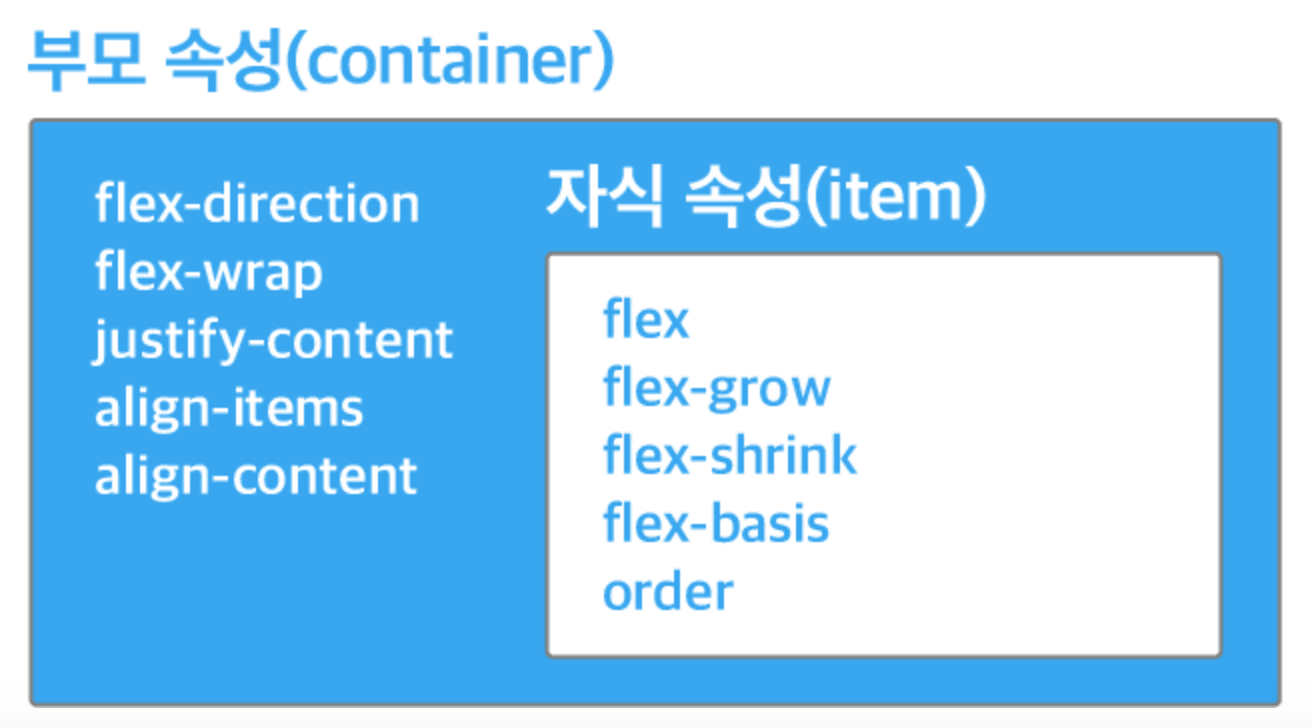 부모 속성(container)
flex-direction
flex-wrap
justify-content
align-items
align-content
자식 속성(item)
flex
flex-grow
flex-shrink
flex-basis
order